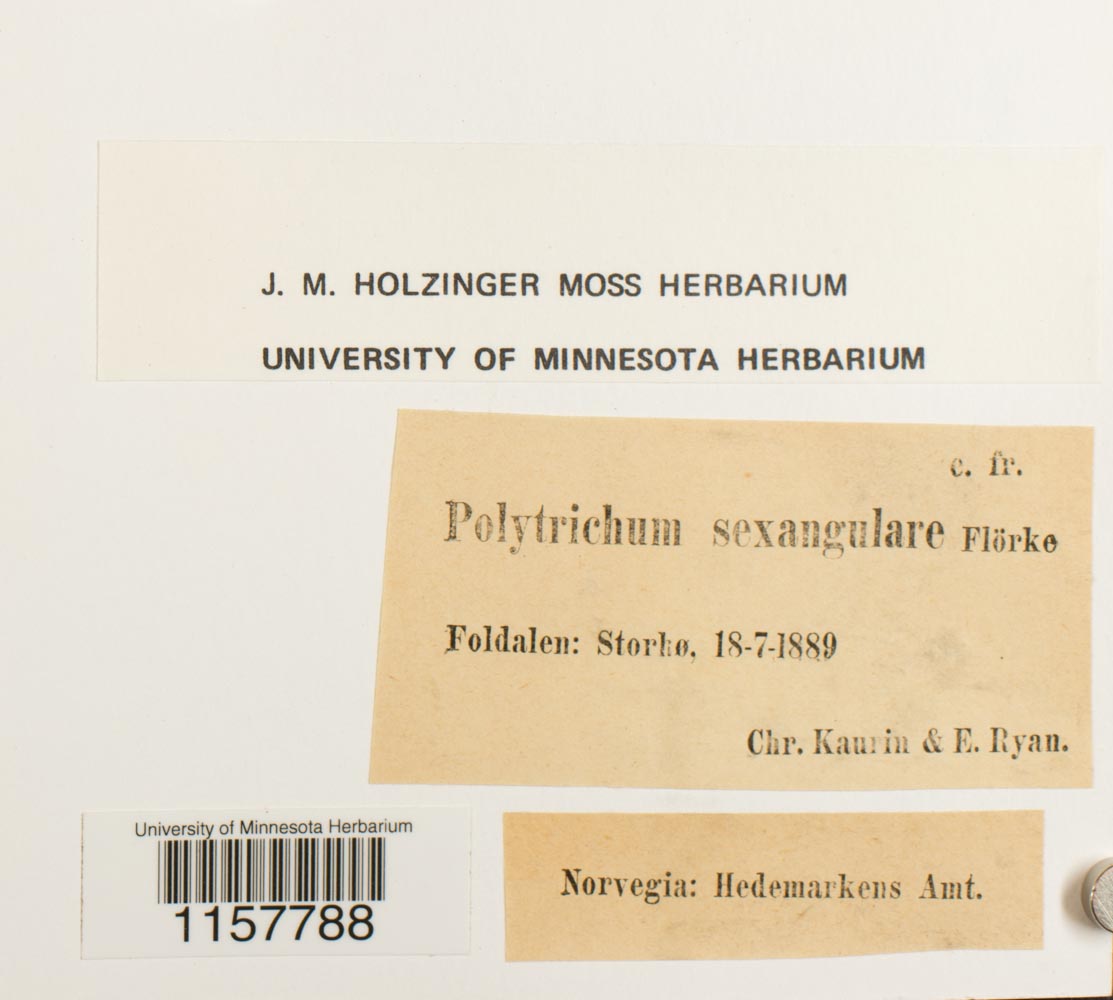 J. M. HOLZINGER MOSS HERBARIUM
UNIVERSITY OF MINNESOTA HERBARIUM
c. fr.
Polytrichum sexangulare Flörke
Foldalen: Storhø, 18-7-1889
Chr. Kaurin & E. Ryan.
University of Minnesota Herbarium
1157788
Norvegia: Hedemarkens Amt.